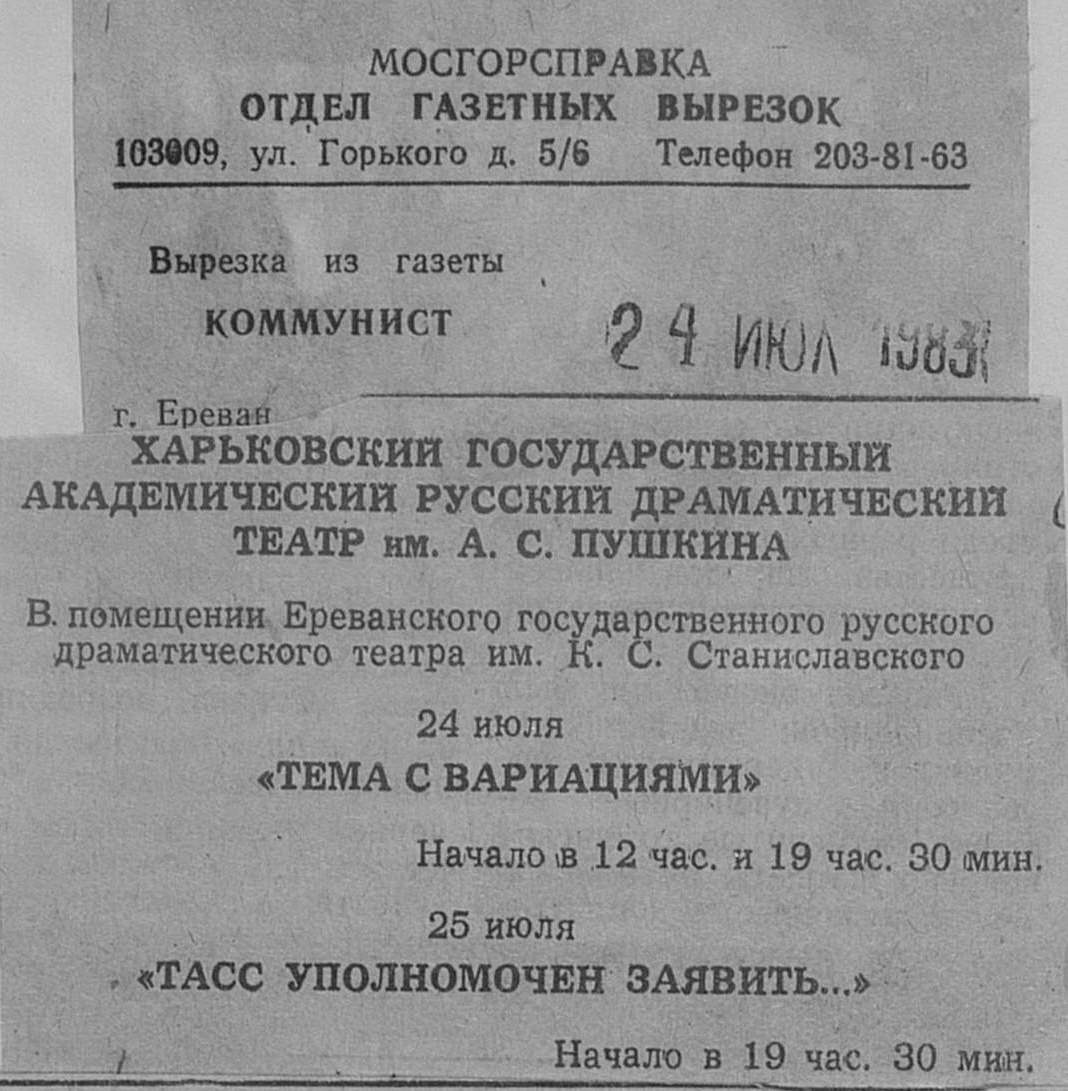 МОСГОРСПРАВКА
ОТДЕЛ ГАЗЕТНЫХ ВЫРЕЗОК
103009, ул. Горького д. 5/6 Телефон 203-81-63
Вырезка из газеты
КОММУНИСТ
24 ИЮЛ 1983
г. Ереван
ХАРЬКОВСКИЙ ГОСУДАРСТВЕННЫЙ
АКАДЕМИЧЕСКИЙ РУССКИЙ ДРАМАТИЧЕСКИЙ
ТЕАТР им. А. С. ПУШКИНА
В помещении Ереванского государственного русского
драматического театра им. К. С. Станиславского
24 июля
«ТЕМА С ВАРИАЦИЯМИ»
Начало в 12 час. и 19 час. 30 мин.
25 июля
«ТАСС УПОЛНОМОЧЕН ЗАЯВИТЬ...»
Начало в 19 час. 30 мин.